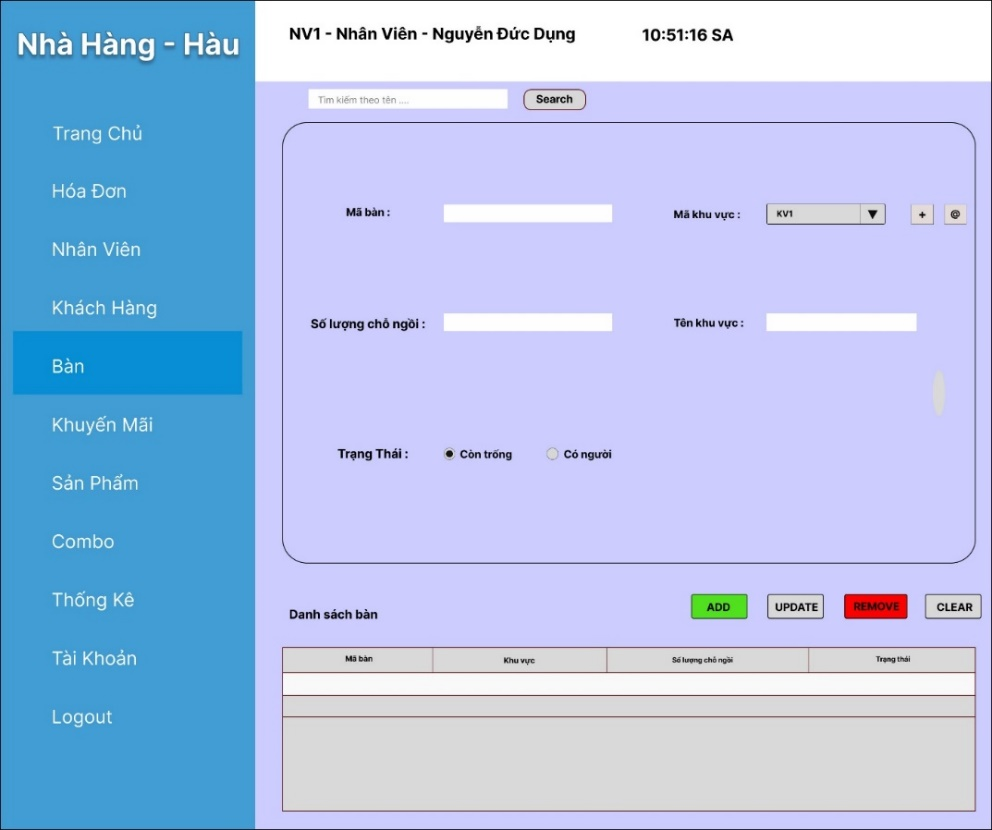 Nhà Hàng - Hàu
NV1 - Nhân Viên - Nguyễn Đức Dụng
10:51:16 SA
Trang Chủ
Hóa Đơn
Nhân Viên
Khách Hàng
Bàn
Khuyến Mãi
Sản Phẩm
Combo
Thống Kê
Tài Khoản
Logout
Tìm kiếm theo tên ....
Search
Mã bàn :
Mã khu vực :
KV1
+
@
Số lượng chỗ ngồi :
Tên khu vực :
Trạng Thái :
Còn trống
Có người
Danh sách bàn
ADD
UPDATE
REMOVE
CLEAR
Mã bàn
Khu vực
Số lượng chỗ ngồi
Trạng thái